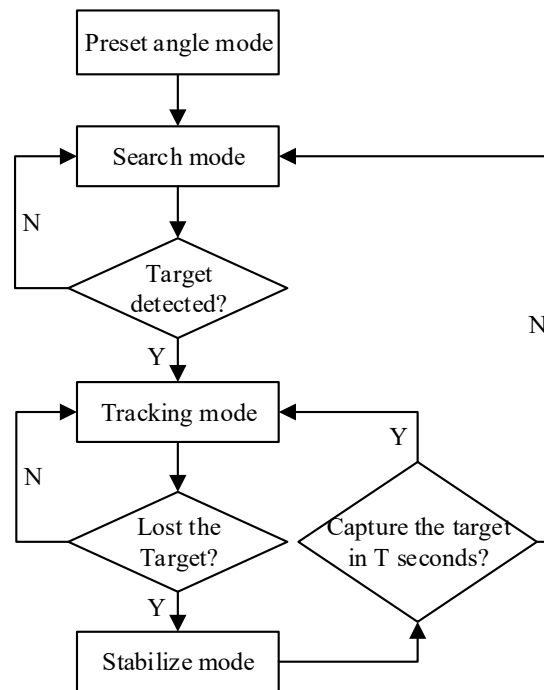 Preset angle mode
Search mode
N
Target
detected?
N
Y
Tracking mode
Y
N
Lost the
Target?
Capture the target
in T seconds?
Y
Stabilize mode